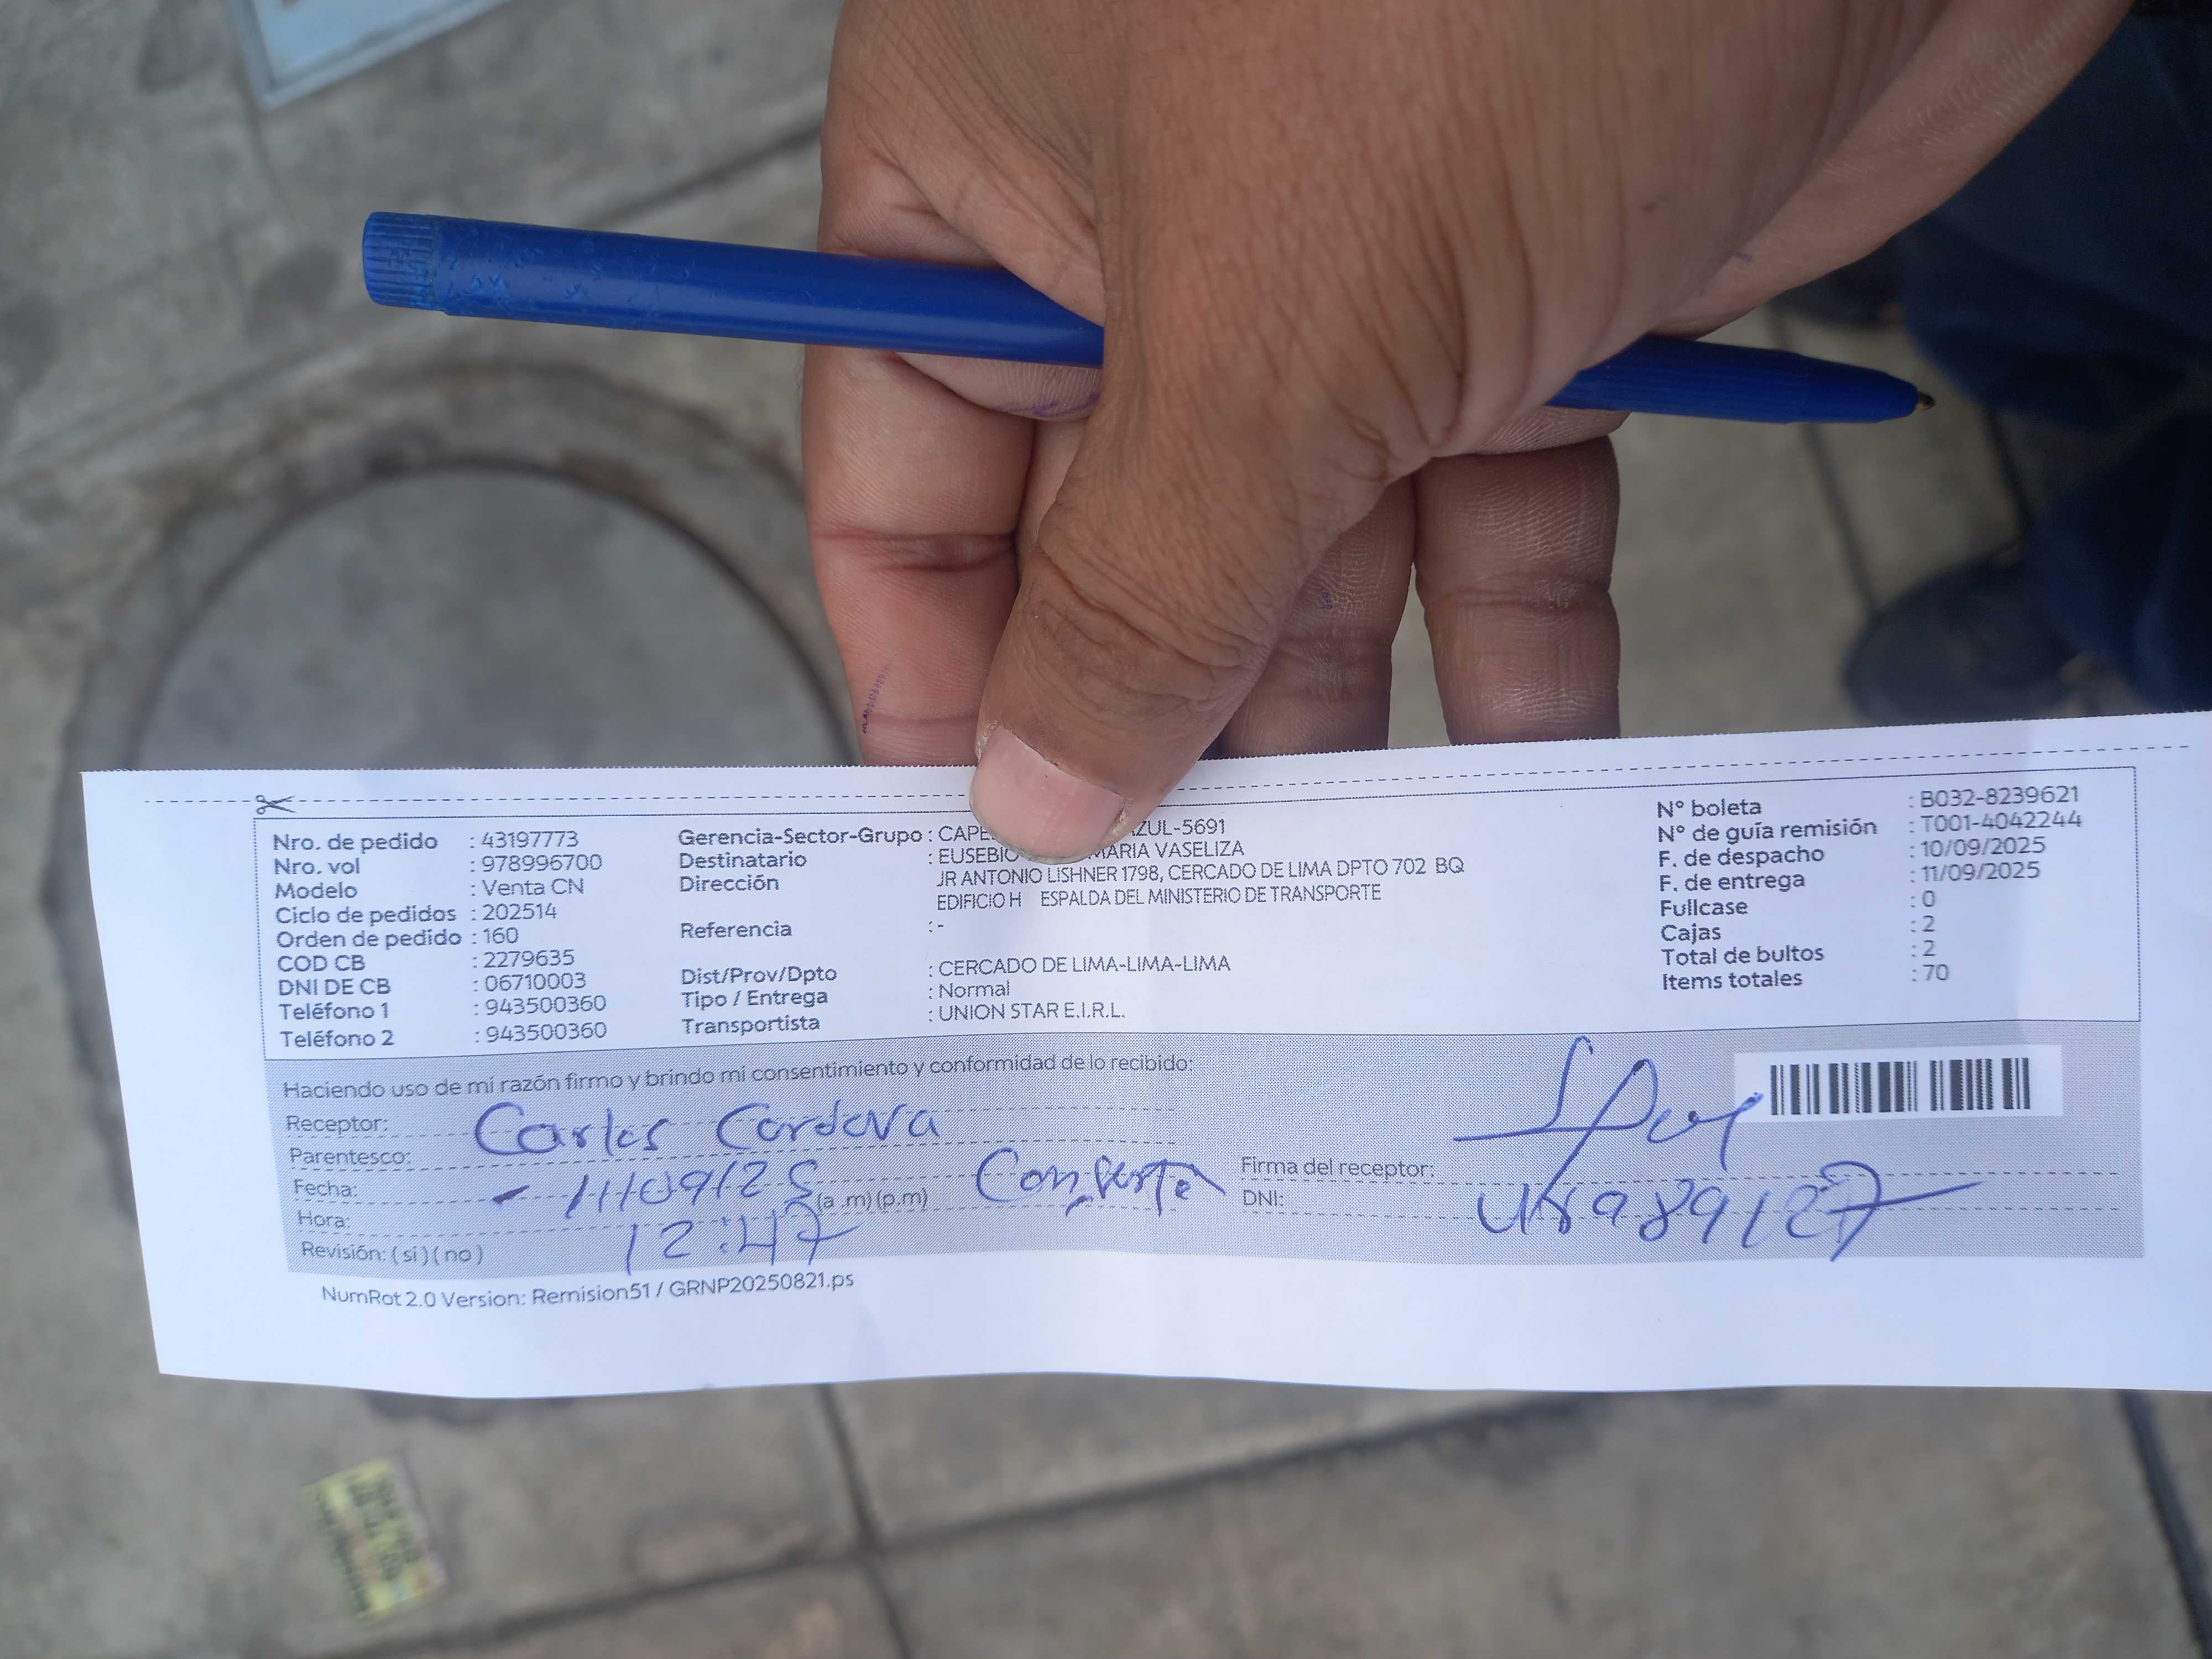 Nro. de pedido : 43197773
Nro. vol : 978996700
Modelo : Venta CN
Ciclo de pedidos : 202514
Orden de pedido : 160
COD CB : 2279635
DNI DE CB : 06710003
Teléfono 1 : 943500360
Teléfono 2 : 943500360
Gerencia-Sector-Grupo : AZUL-5691
Destinatario : EUSEBIO MARIA VASELIZA
Dirección JR ANTONIO LISHNER 1798, CERCADO DE LIMA DPTO 702 BQ
EDIFICIO H ESPALDA DEL MINISTERIO DE TRANSPORTE
Referencia : -
Dist/Prov/Dpto : CERCADO DE LIMA-LIMA-LIMA
Tipo / Entrega : Normal
Transportista : UNION STAR E.I.R.L.
N° boleta : B032-8239621
N° de guía remisión : T001-4042244
F. de despacho : 10/09/2025
F. de entrega : 11/09/2025
Fullcase : 0
Cajas : 2
Total de bultos : 2
Items totales : 70
Haciendo uso de mi razón firmo y brindo mi consentimiento y conformidad de lo recibido:
Receptor: Carlos Cordova
Parentesco:
Fecha: - 11/09/25
Hora: 12:47 (a .m) (p.m)
Revisión: ( si ) ( no )
Firma del receptor:
DNI:
NumRot 2.0 Version: Remision51 / GRNP20250821.ps